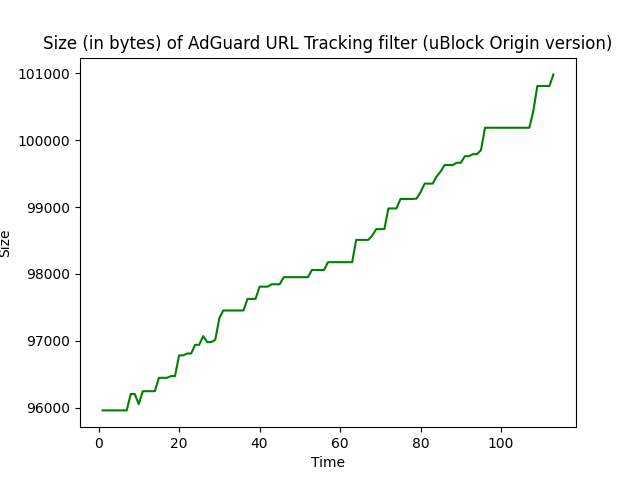 Size (in bytes) of AdGuard URL Tracking filter (uBlock Origin version)
101000
100000
99000
98000
97000
96000
Size
0 20 40 60 80 100
Time